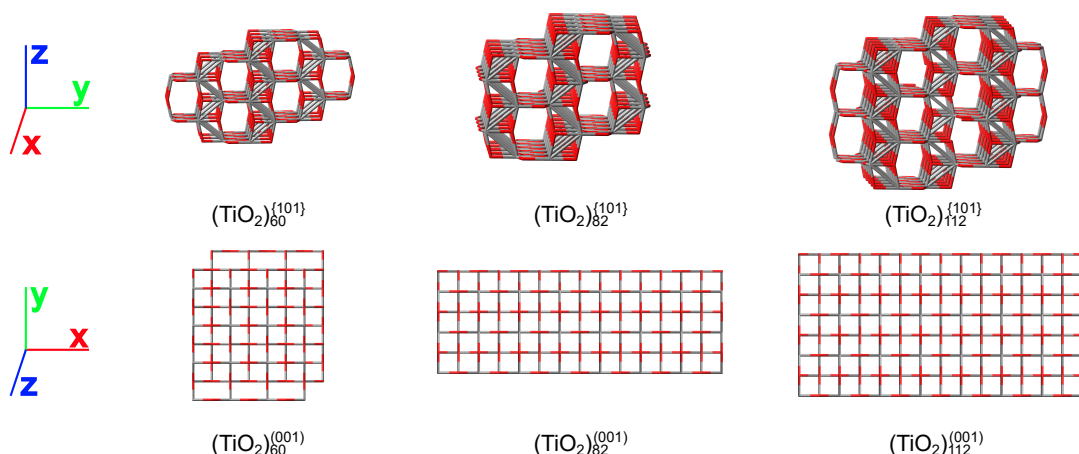 z
y
x
(TiO₂)₆₀^{101}
(TiO₂)₈₂^{101}
(TiO₂)₁₁₂^{101}
y
x
z
(TiO₂)₆₀^(001)
(TiO₂)₈₂^(001)
(TiO₂)₁₁₂^(001)